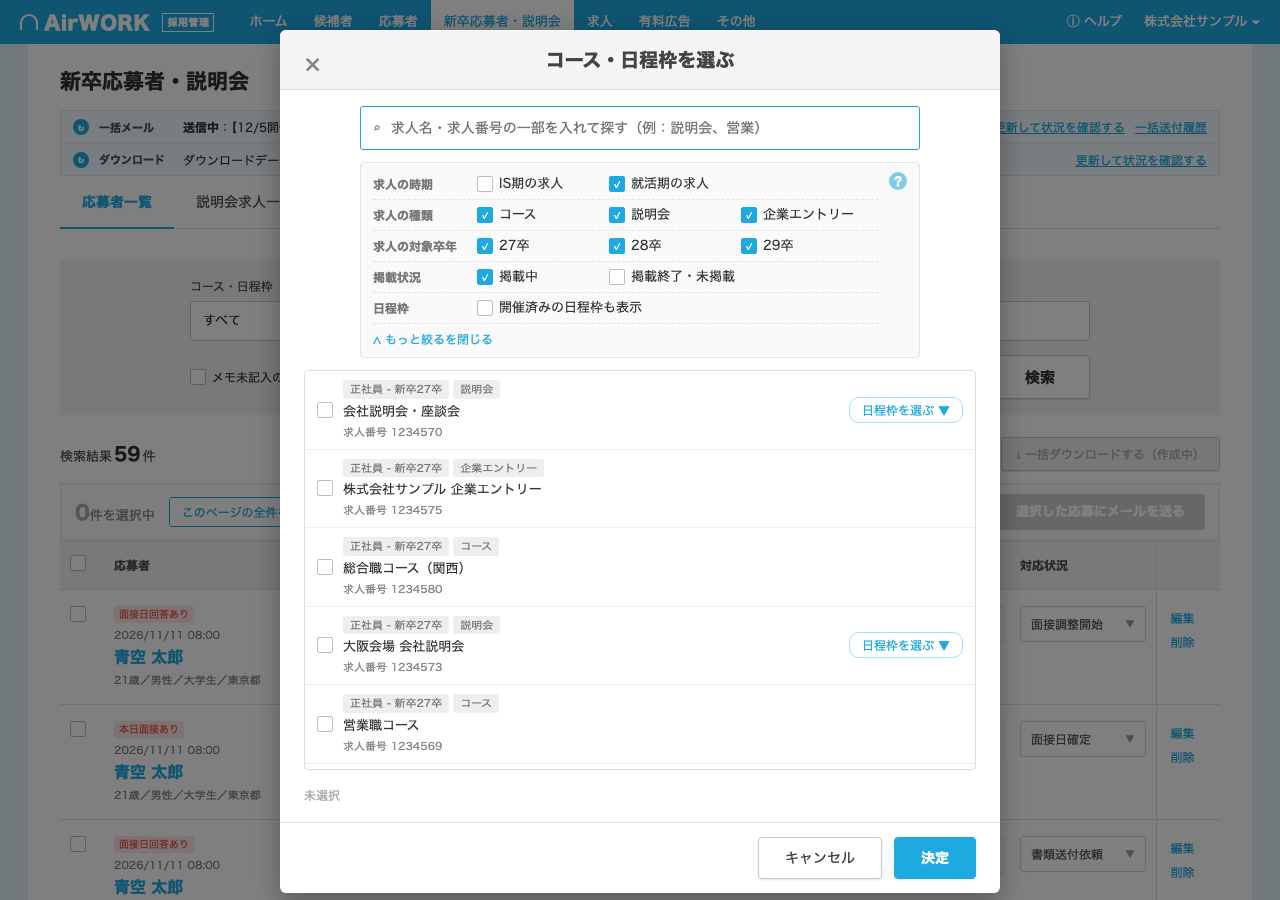 AirWORK 採用管理 ホーム 候補者 応募者 新卒応募者・説明会 求人 有料広告 その他 ヘルプ 株式会社サンプル
新卒応募者・説明会
一括メール 送信中：【12/5開 更新して状況を確認する 一括送付履歴
ダウンロード ダウンロードデー 更新して状況を確認する
応募者一覧 説明会求人一
コース・日程枠
すべて
メモ未記入の
検索
検索結果 59 件
↓ 一括ダウンロードする（作成中）
0件を選択中 このページの全件 選択した応募にメールを送る
応募者 対応状況
面接日回答あり
2026/11/11 08:00
青空 太郎
21歳／男性／大学生／東京都
面接調整開始 ▼ 編集
削除
本日面接あり
2026/11/11 08:00
青空 太郎
21歳／男性／大学生／東京都
面接日確定 ▼ 編集
削除
面接日回答あり
2026/11/11 08:00
青空 太郎
書類送付依頼 ▼ 編集
削除
× コース・日程枠を選ぶ
求人名・求人番号の一部を入れて探す（例：説明会、営業）
求人の時期 IS期の求人 就活期の求人 ?
求人の種類 コース 説明会 企業エントリー
求人の対象卒年 27卒 28卒 29卒
掲載状況 掲載中 掲載終了・未掲載
日程枠 開催済みの日程枠も表示
∧ もっと絞るを閉じる
正社員 - 新卒27卒 説明会
会社説明会・座談会 日程枠を選ぶ ▼
求人番号 1234570
正社員 - 新卒27卒 企業エントリー
株式会社サンプル 企業エントリー
求人番号 1234575
正社員 - 新卒27卒 コース
総合職コース（関西）
求人番号 1234580
正社員 - 新卒27卒 説明会
大阪会場 会社説明会 日程枠を選ぶ ▼
求人番号 1234573
正社員 - 新卒27卒 コース
営業職コース
求人番号 1234569
未選択
キャンセル 決定